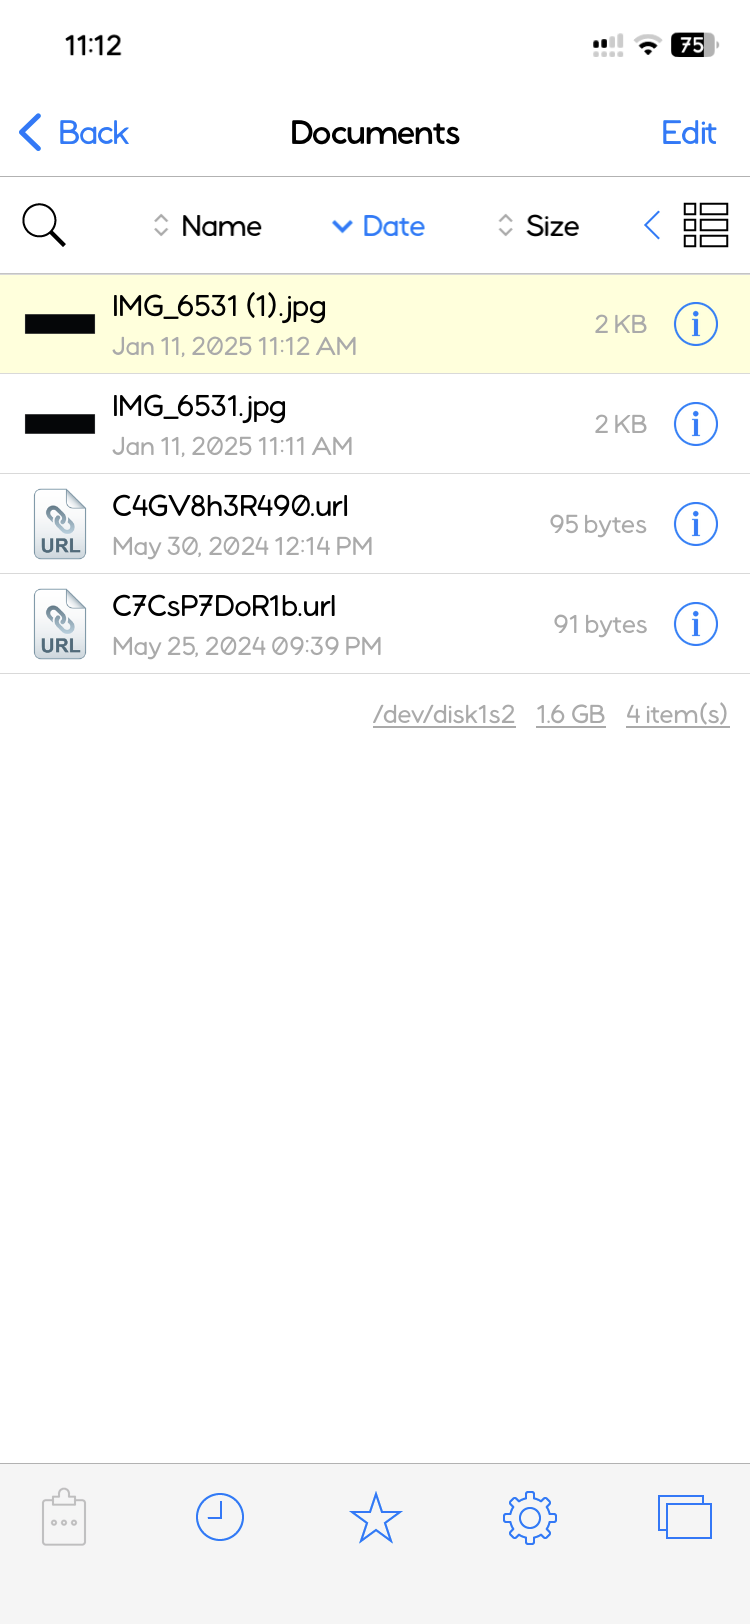 11:12
75
Back
Documents
Edit
Name
Date
Size
IMG_6531 (1).jpg
Jan 11, 2025 11:12 AM
2 KB
IMG_6531.jpg
Jan 11, 2025 11:11 AM
2 KB
URL
C4GV8h3R490.url
May 30, 2024 12:14 PM
95 bytes
URL
C7CsP7DoR1b.url
May 25, 2024 09:39 PM
91 bytes
/dev/disk1s2 1.6 GB 4 item(s)